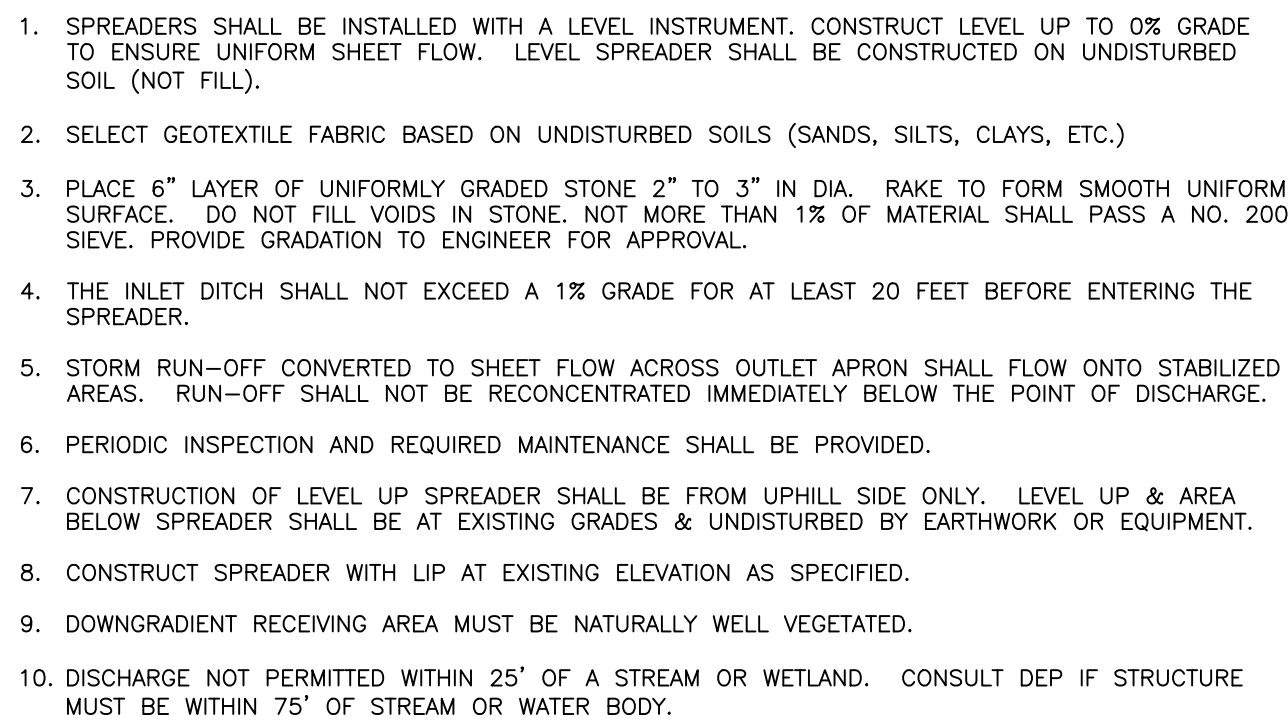 1. SPREADERS SHALL BE INSTALLED WITH A LEVEL INSTRUMENT. CONSTRUCT LEVEL UP TO 0% GRADE
TO ENSURE UNIFORM SHEET FLOW. LEVEL SPREADER SHALL BE CONSTRUCTED ON UNDISTURBED
SOIL (NOT FILL).
2. SELECT GEOTEXTILE FABRIC BASED ON UNDISTURBED SOILS (SANDS, SILTS, CLAYS, ETC.)
3. PLACE 6" LAYER OF UNIFORMLY GRADED STONE 2" TO 3" IN DIA. RAKE TO FORM SMOOTH UNIFORM
SURFACE. DO NOT FILL VOIDS IN STONE. NOT MORE THAN 1% OF MATERIAL SHALL PASS A NO. 200
SIEVE. PROVIDE GRADATION TO ENGINEER FOR APPROVAL.
4. THE INLET DITCH SHALL NOT EXCEED A 1% GRADE FOR AT LEAST 20 FEET BEFORE ENTERING THE
SPREADER.
5. STORM RUN-OFF CONVERTED TO SHEET FLOW ACROSS OUTLET APRON SHALL FLOW ONTO STABILIZED
AREAS. RUN-OFF SHALL NOT BE RECONCENTRATED IMMEDIATELY BELOW THE POINT OF DISCHARGE.
6. PERIODIC INSPECTION AND REQUIRED MAINTENANCE SHALL BE PROVIDED.
7. CONSTRUCTION OF LEVEL UP SPREADER SHALL BE FROM UPHILL SIDE ONLY. LEVEL UP & AREA
BELOW SPREADER SHALL BE AT EXISTING GRADES & UNDISTURBED BY EARTHWORK OR EQUIPMENT.
8. CONSTRUCT SPREADER WITH LIP AT EXISTING ELEVATION AS SPECIFIED.
9. DOWNGRADIENT RECEIVING AREA MUST BE NATURALLY WELL VEGETATED.
10. DISCHARGE NOT PERMITTED WITHIN 25' OF A STREAM OR WETLAND. CONSULT DEP IF STRUCTURE
MUST BE WITHIN 75' OF STREAM OR WATER BODY.